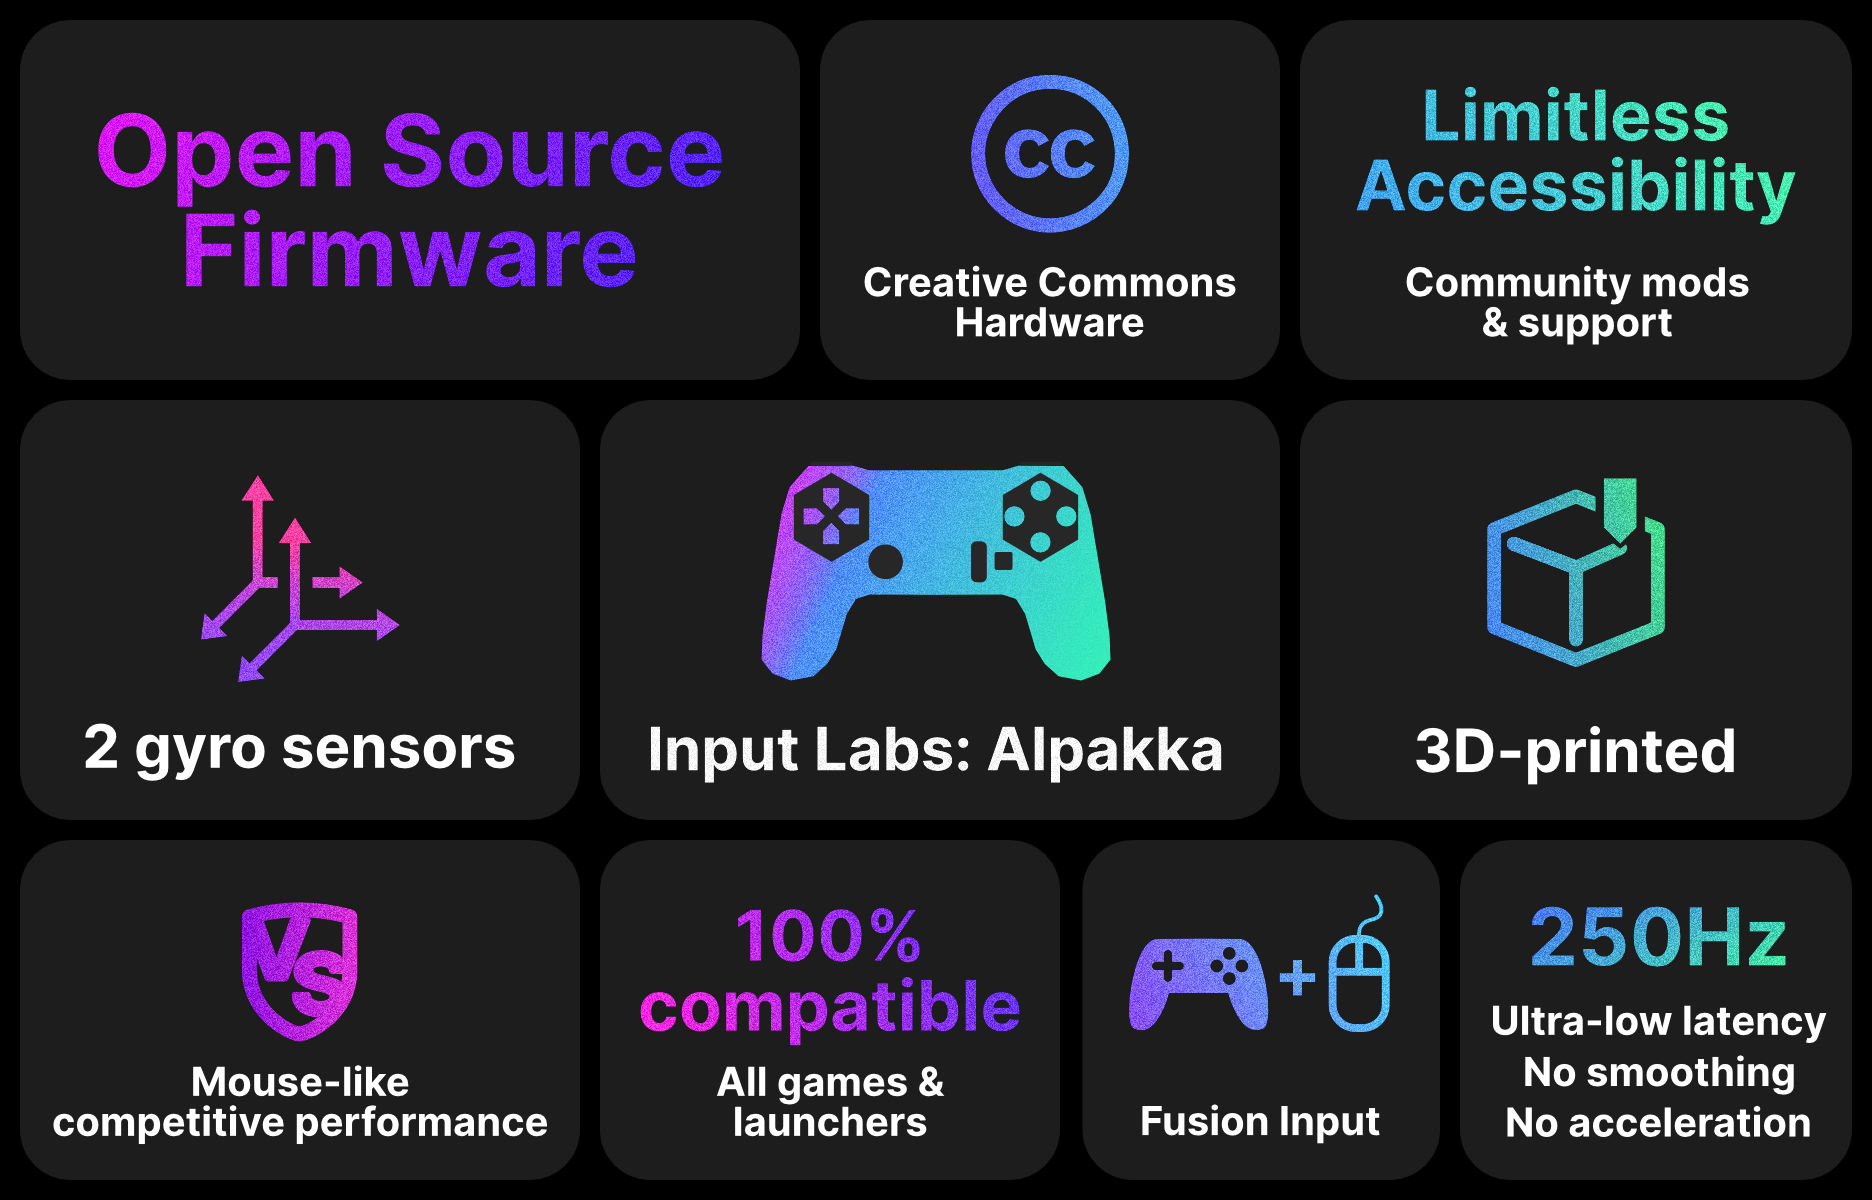 Open Source
Firmware
cc
Creative Commons
Hardware
Limitless
Accessibility
Community mods
& support
2 gyro sensors
Input Labs: Alpakka
3D-printed
VS
Mouse-like
competitive performance
100%
compatible
All games &
launchers
Fusion Input
250Hz
Ultra-low latency
No smoothing
No acceleration